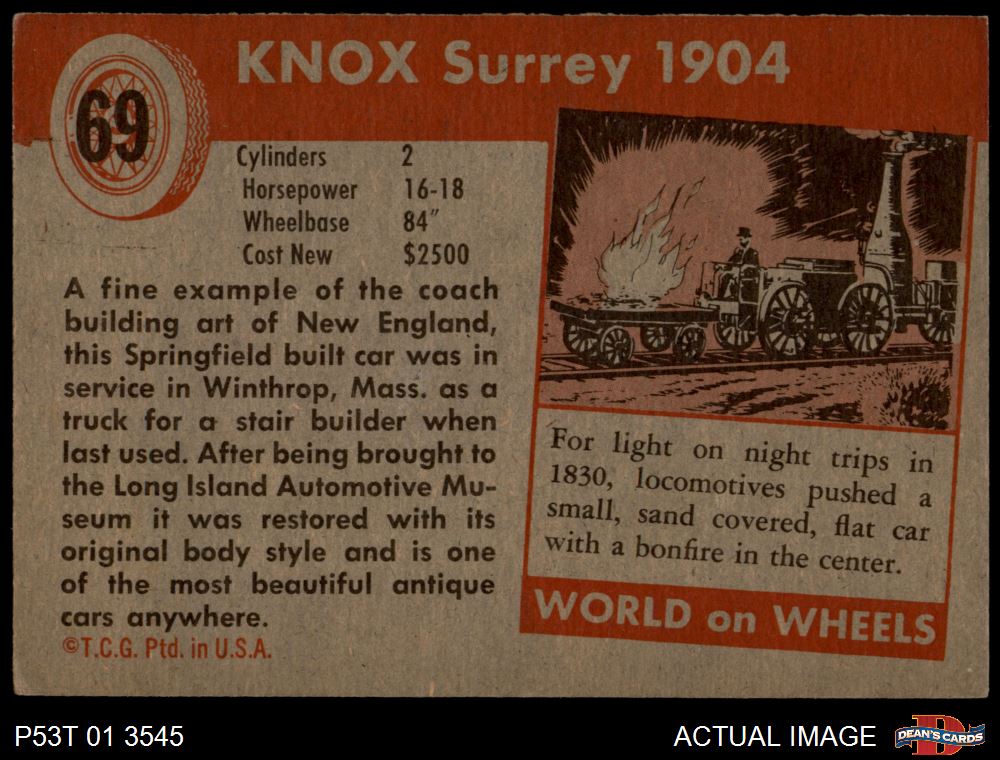 69
KNOX Surrey 1904
Cylinders 2
Horsepower 16-18
Wheelbase 84"
Cost New $2500
A fine example of the coach
building art of New England,
this Springfield built car was in
service in Winthrop, Mass. as a
truck for a stair builder when
last used. After being brought to
the Long Island Automotive Mu-
seum it was restored with its
original body style and is one
of the most beautiful antique
cars anywhere.
©T.C.G. Ptd. in U.S.A.
For light on night trips in
1830, locomotives pushed a
small, sand covered, flat car
with a bonfire in the center.
WORLD on WHEELS
P53T 01 3545
ACTUAL IMAGE
D
DEAN'S CARDS